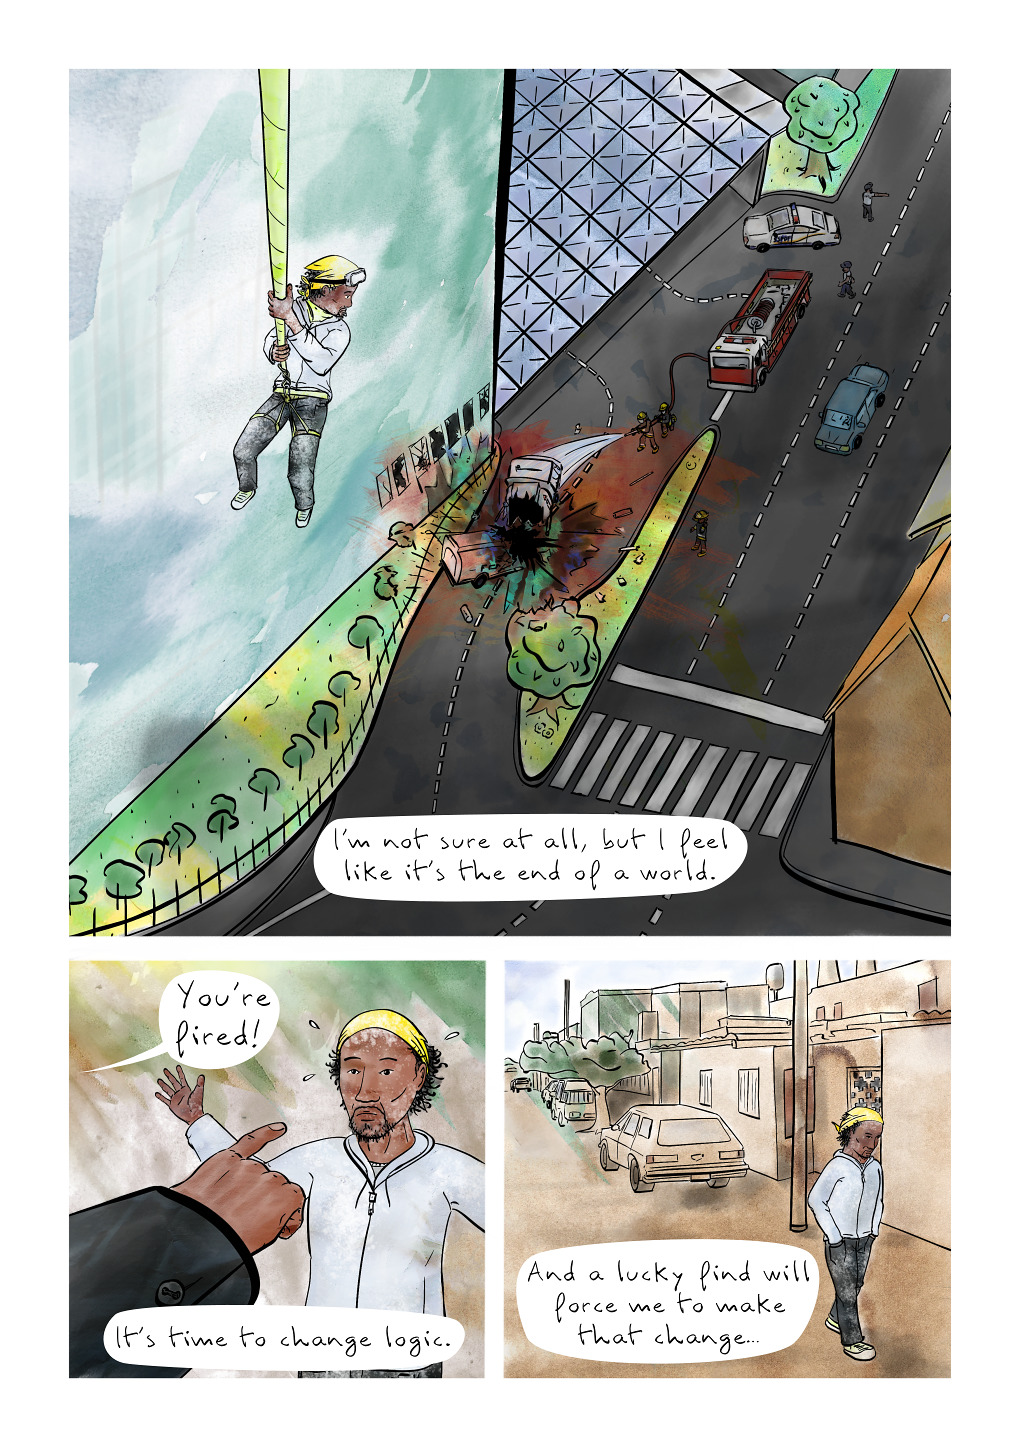 I'm not sure at all, but I feel
like it's the end of a world.
You're
fired!
It's time to change logic.
And a lucky find will
force me to make
that change...